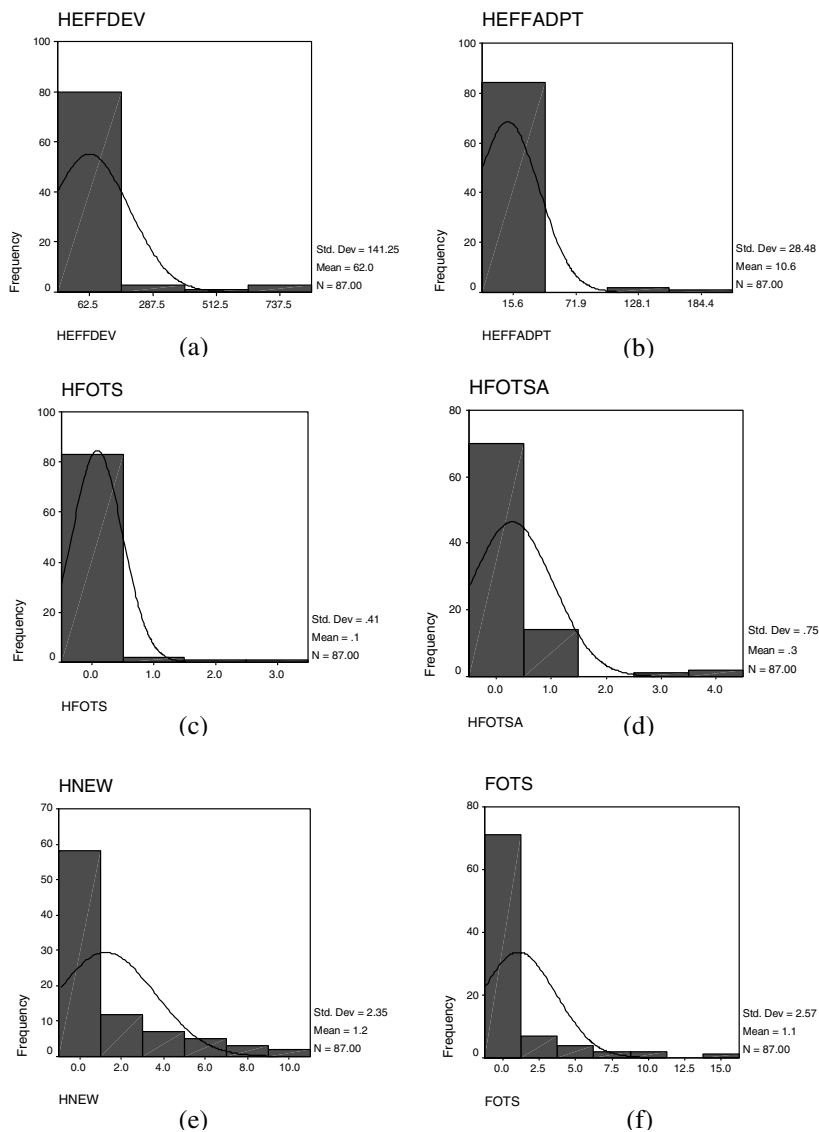 HEFFDEV
100
80
60
40
20
0
Frequency
62.5 287.5 512.5 737.5
HEFFDEV
Std. Dev = 141.25
Mean = 62.0
N = 87.00
(a)
HEFFADPT
100
80
60
40
20
0
Frequency
15.6 71.9 128.1 184.4
HEFFADPT
Std. Dev = 28.48
Mean = 10.6
N = 87.00
(b)
HFOTS
100
80
60
40
20
0
Frequency
0.0 1.0 2.0 3.0
HFOTS
Std. Dev = .41
Mean = .1
N = 87.00
(c)
HFOTSA
80
60
40
20
0
Frequency
0.0 1.0 2.0 3.0 4.0
HFOTSA
Std. Dev = .75
Mean = .3
N = 87.00
(d)
HNEW
70
60
50
40
30
20
10
0
Frequency
0.0 2.0 4.0 6.0 8.0 10.0
HNEW
Std. Dev = 2.35
Mean = 1.2
N = 87.00
(e)
FOTS
80
60
40
20
0
Frequency
0.0 2.5 5.0 7.5 10.0 12.5 15.0
FOTS
Std. Dev = 2.57
Mean = 1.1
N = 87.00
(f)